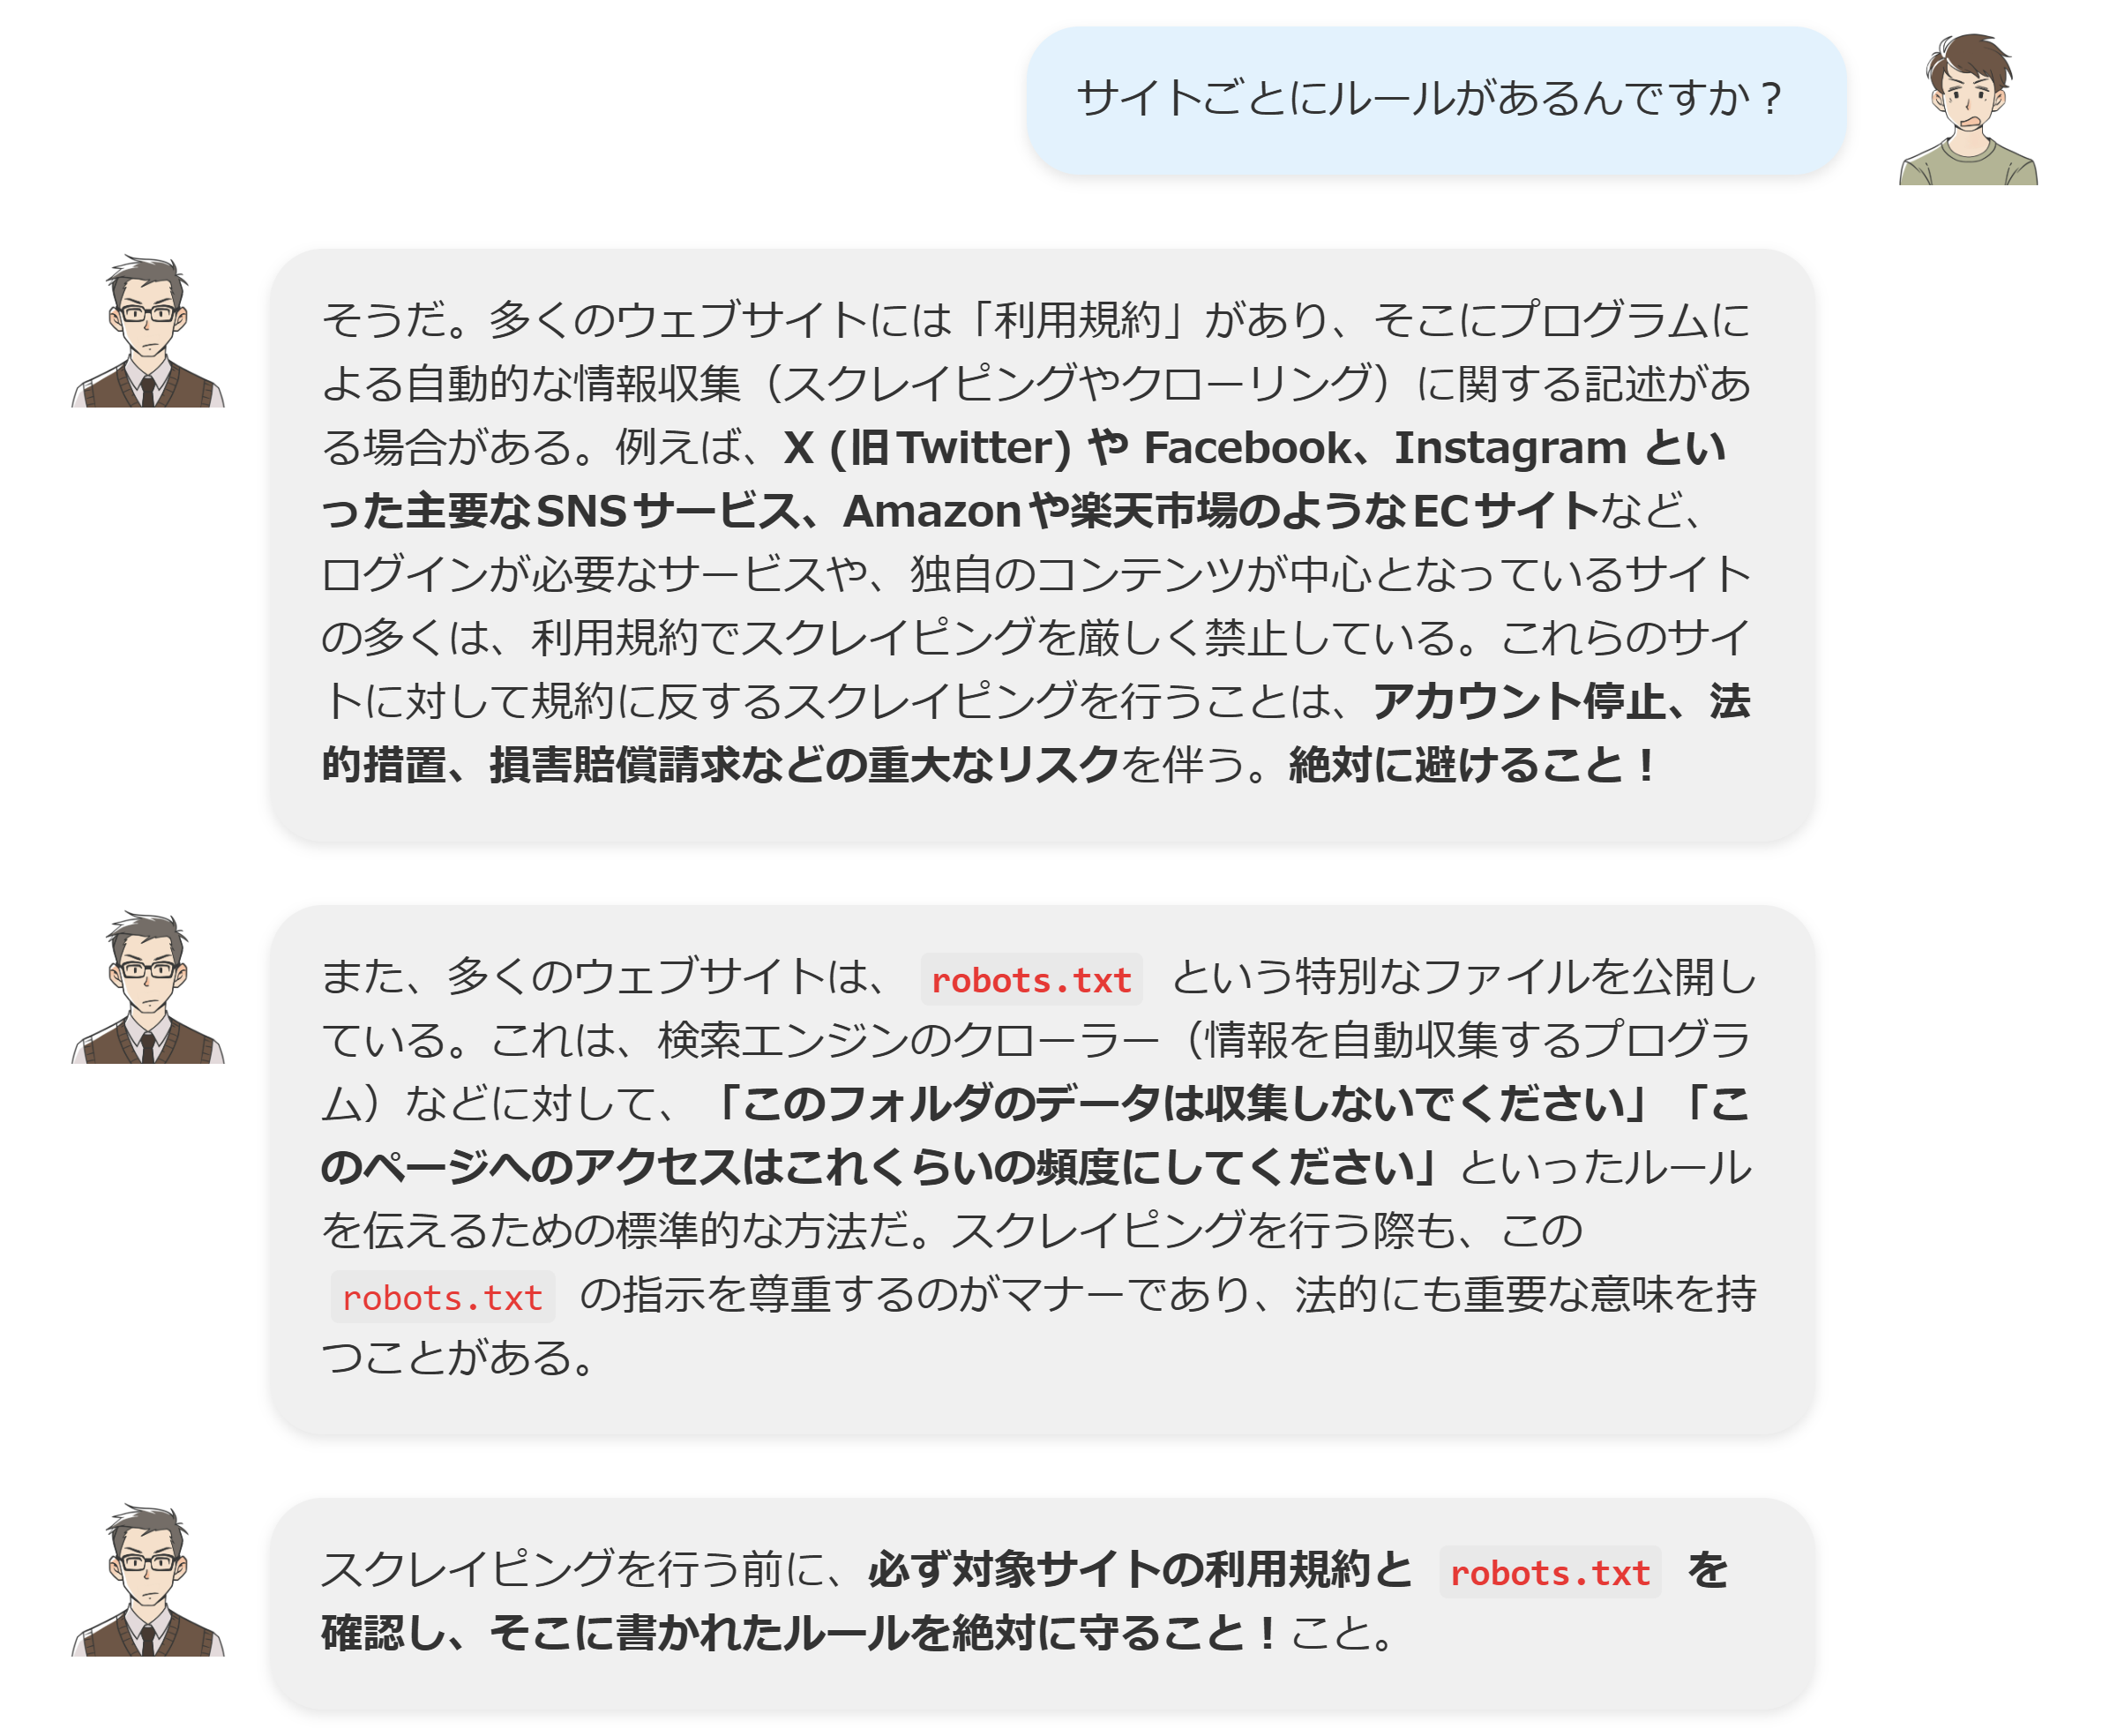 サイトごとにルールがあるんですか？
そうだ。多くのウェブサイトには「利用規約」があり、そこにプログラムに
よる自動的な情報収集（スクレイピングやクローリング）に関する記述があ
る場合がある。例えば、X (旧Twitter) や Facebook、Instagram とい
った主要なSNSサービス、Amazonや楽天市場のようなECサイトなど、
ログインが必要なサービスや、独自のコンテンツが中心となっているサイト
の多くは、利用規約でスクレイピングを厳しく禁止している。これらのサイ
トに対して規約に反するスクレイピングを行うことは、アカウント停止、法
的措置、損害賠償請求などの重大なリスクを伴う。絶対に避けること！
また、多くのウェブサイトは、 robots.txt という特別なファイルを公開し
ている。これは、検索エンジンのクローラー（情報を自動収集するプログラ
ム）などに対して、「このフォルダのデータは収集しないでください」「こ
のページへのアクセスはこれくらいの頻度にしてください」といったルール
を伝えるための標準的な方法だ。スクレイピングを行う際も、この
robots.txt の指示を尊重するのがマナーであり、法的にも重要な意味を持
つことがある。
スクレイピングを行う前に、必ず対象サイトの利用規約と robots.txt を
確認し、そこに書かれたルールを絶対に守ること！こと。